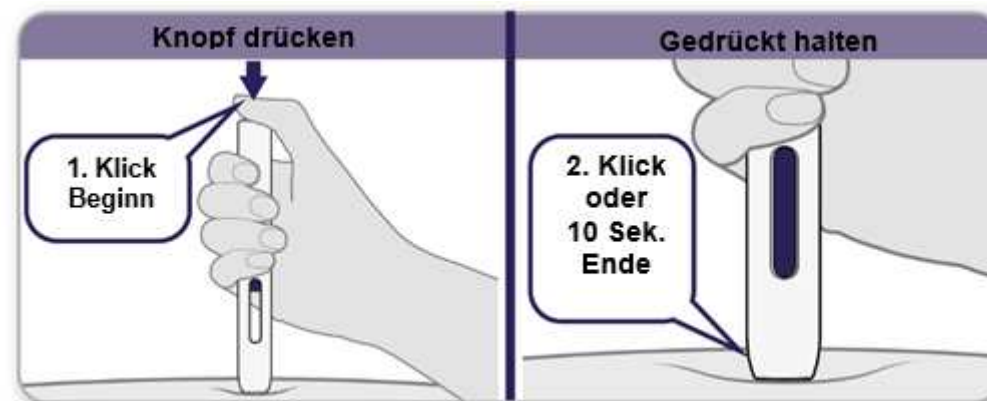 Knopf drücken
1. Klick
Beginn
Gedrückt halten
2. Klick
oder
10 Sek.
Ende